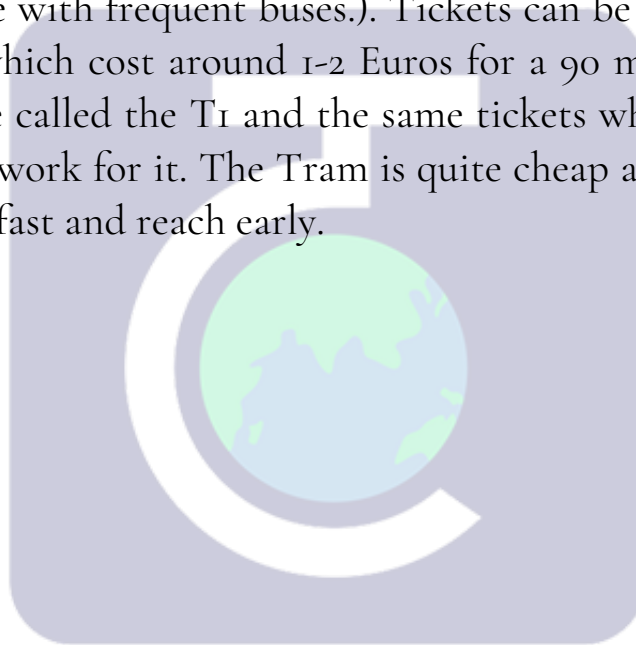 with frequent buses.). Tickets can be
which cost around 1-2 Euros for a 90 m
called the T1 and the same tickets wh
work for it. The Tram is quite cheap a
fast and reach early.